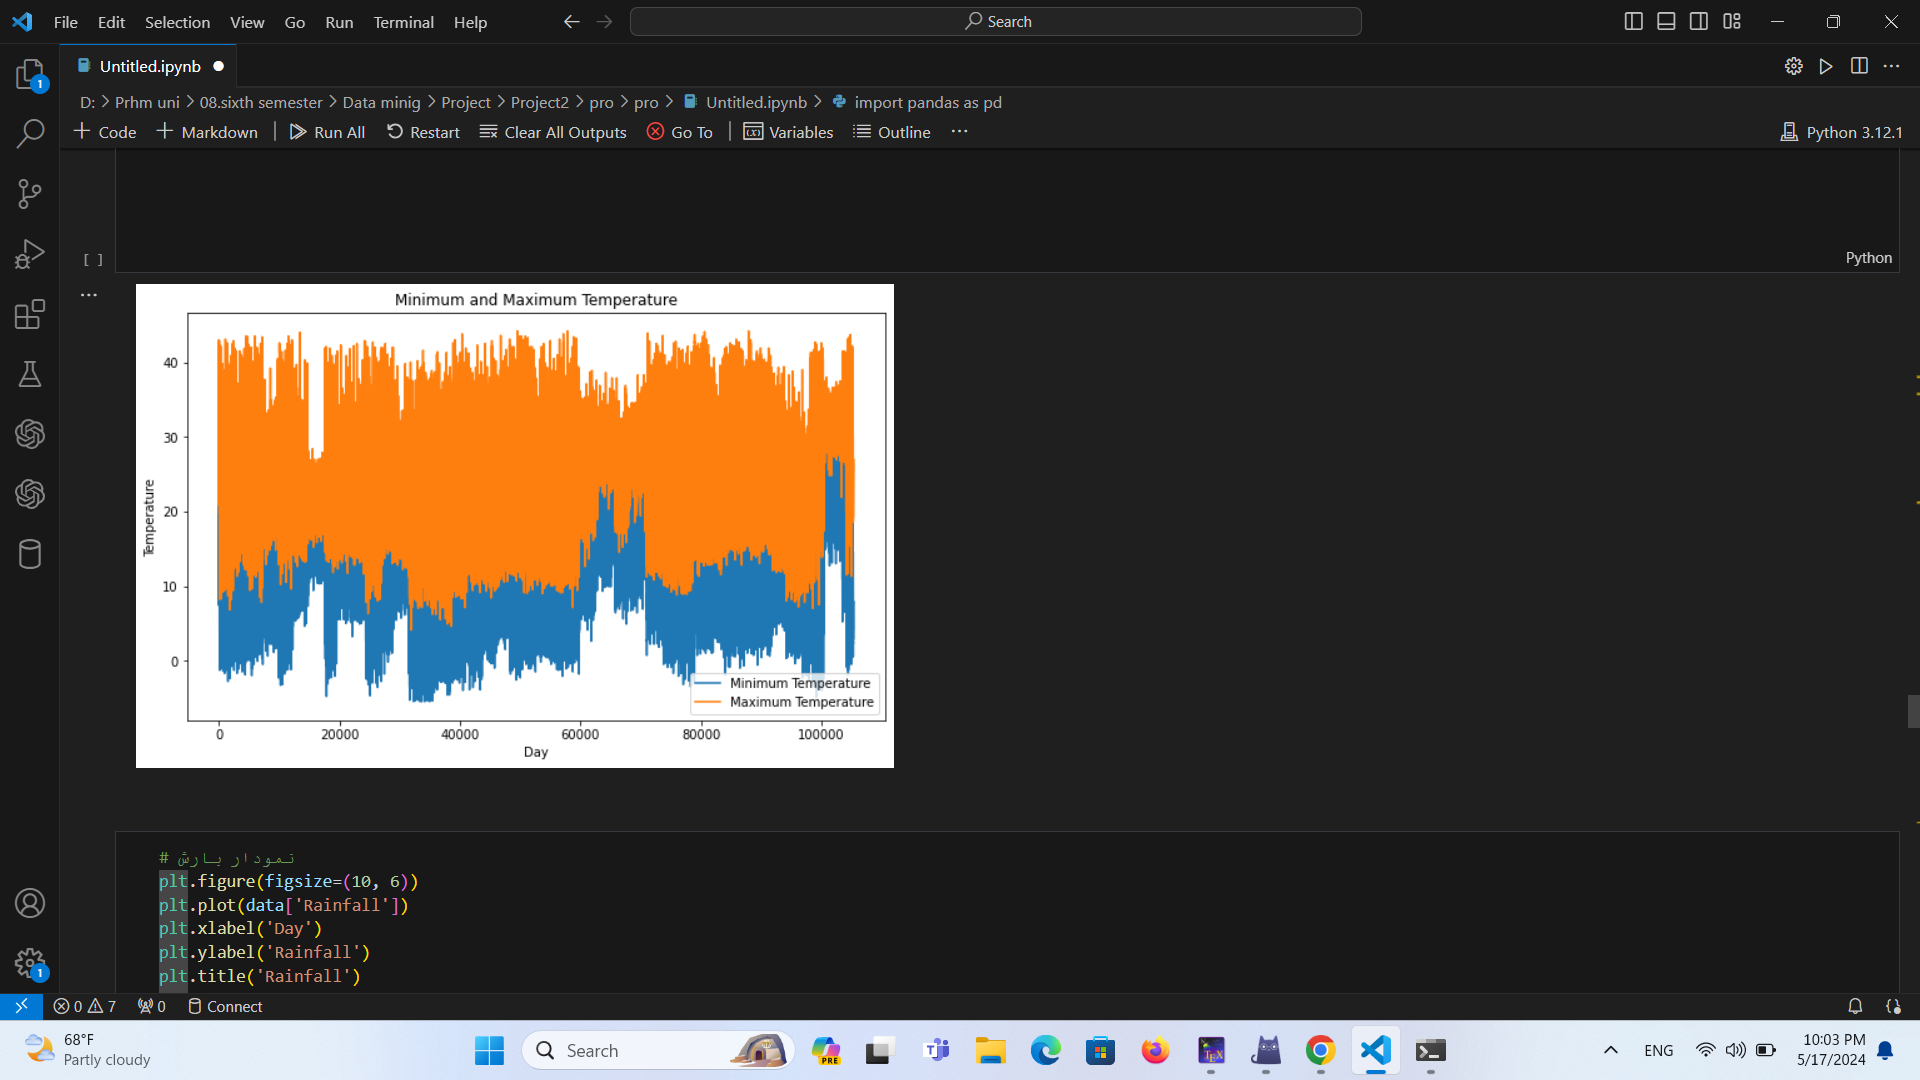 File Edit Selection View Go Run Terminal Help
Search
Untitled.ipynb
D: > Prhm uni > 08.sixth semester > Data minig > Project > Project2 > pro > pro > Untitled.ipynb > import pandas as pd
+ Code + Markdown | Run All Restart Clear All Outputs Go To | Variables Outline ...
Python 3.12.1
[ ]
Python
...
Minimum and Maximum Temperature
Temperature
40
30
20
10
0
Minimum Temperature
Maximum Temperature
0 20000 40000 60000 80000 100000
Day
# نمودار بارش
plt.figure(figsize=(10, 6))
plt.plot(data['Rainfall'])
plt.xlabel('Day')
plt.ylabel('Rainfall')
plt.title('Rainfall')
1
1
0 7 0 Connect
68°F
Partly cloudy
Search
PRE
TEX
ENG
10:03 PM
5/17/2024